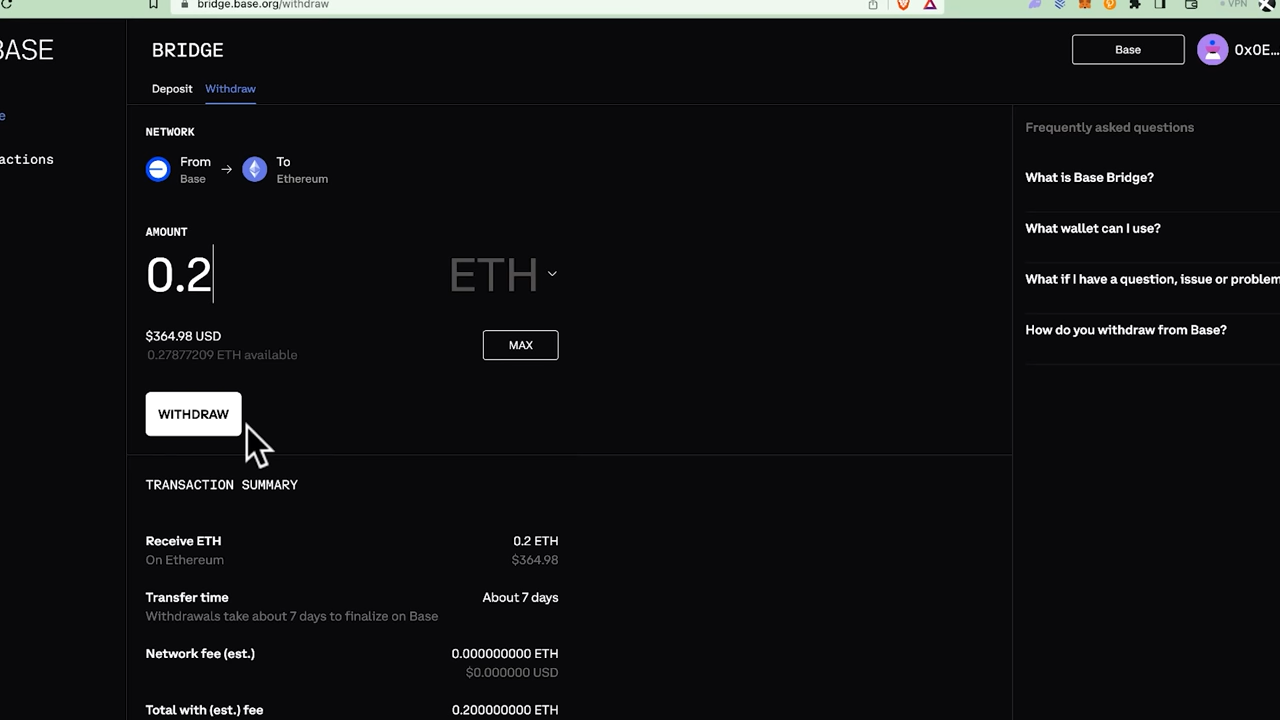 bridge.base.org/withdraw
VPN
BASE
BRIDGE
Base
0x0E...
Deposit
Withdraw
e
actions
NETWORK
From
Base
To
Ethereum
AMOUNT
0.2
ETH
$364.98 USD
0.27877209 ETH available
MAX
WITHDRAW
TRANSACTION SUMMARY
Receive ETH
0.2 ETH
On Ethereum
$364.98
Transfer time
About 7 days
Withdrawals take about 7 days to finalize on Base
Network fee (est.)
0.000000000 ETH
$0.000000 USD
Total with (est.) fee
0.200000000 ETH
Frequently asked questions
What is Base Bridge?
What wallet can I use?
What if I have a question, issue or problem
How do you withdraw from Base?